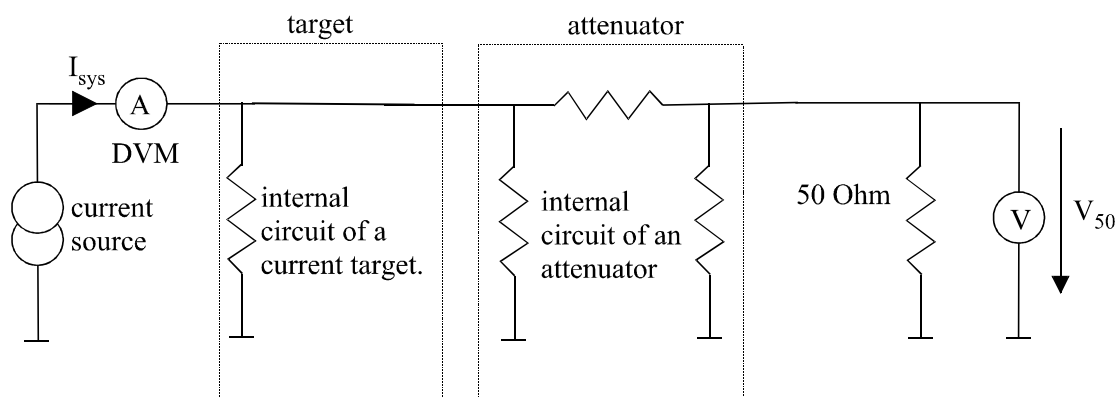 target
attenuator
I_sys
A
DVM
current
source
internal
circuit of a
current target.
internal
circuit of an
attenuator
50 Ohm
V
V_50